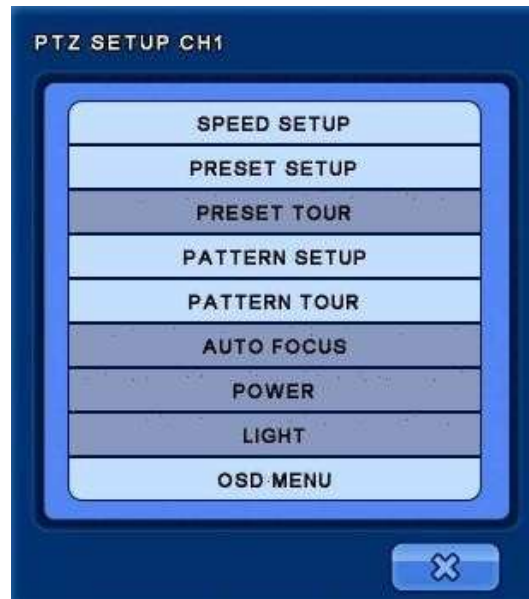 PTZ SETUP CH1
SPEED SETUP
PRESET SETUP
PRESET TOUR
PATTERN SETUP
PATTERN TOUR
AUTO FOCUS
POWER
LIGHT
OSD MENU